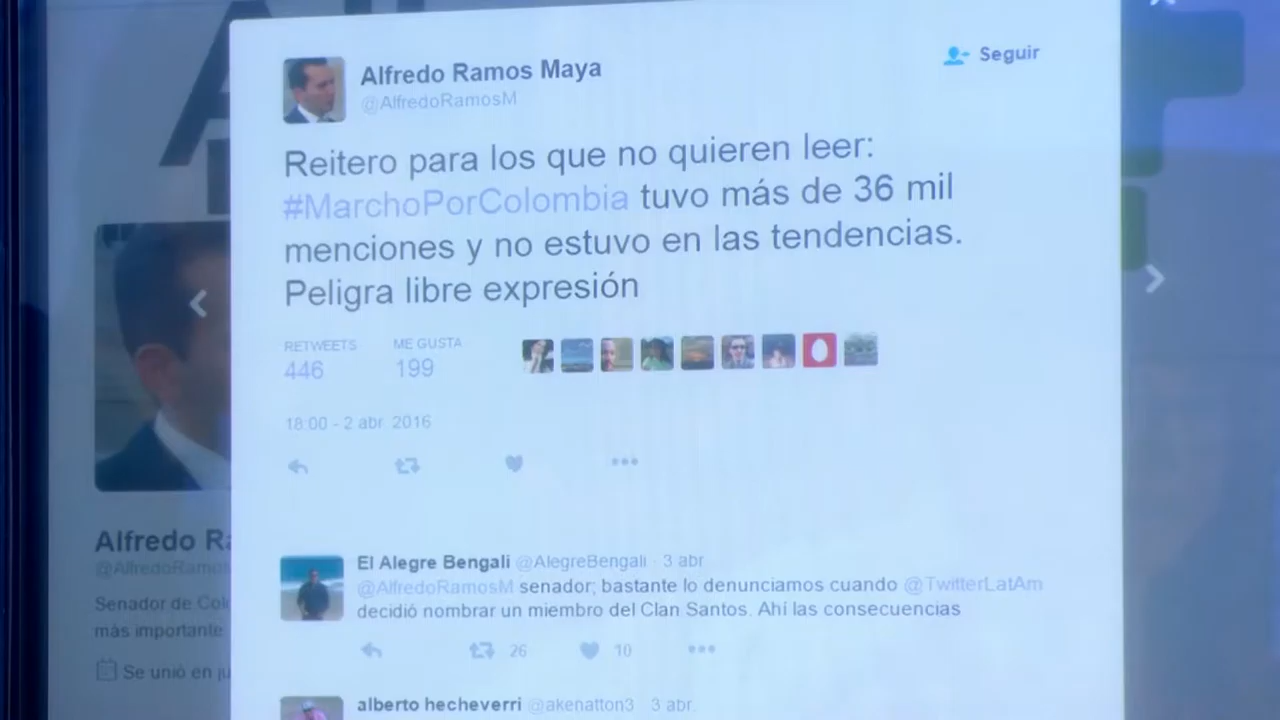 Alfredo Ramos Maya
@AlfredoRamosM
Seguir
Reitero para los que no quieren leer:
#MarchoPorColombia tuvo más de 36 mil
menciones y no estuvo en las tendencias.
Peligra libre expresión
RETWEETS
446
ME GUSTA
199
18:00 - 2 abr. 2016
El Alegre Bengali @AlegreBengali · 3 abr
@AlfredoRamosM senador; bastante lo denunciamos cuando @TwitterLatAm
decidió nombrar un miembro del Clan Santos. Ahí las consecuencias
26
10
alberto hecheverri @akenatton3 3 abr
Alfredo Ra
@AlfredoRamos
Senador de Col
más importante
Se unió en ju